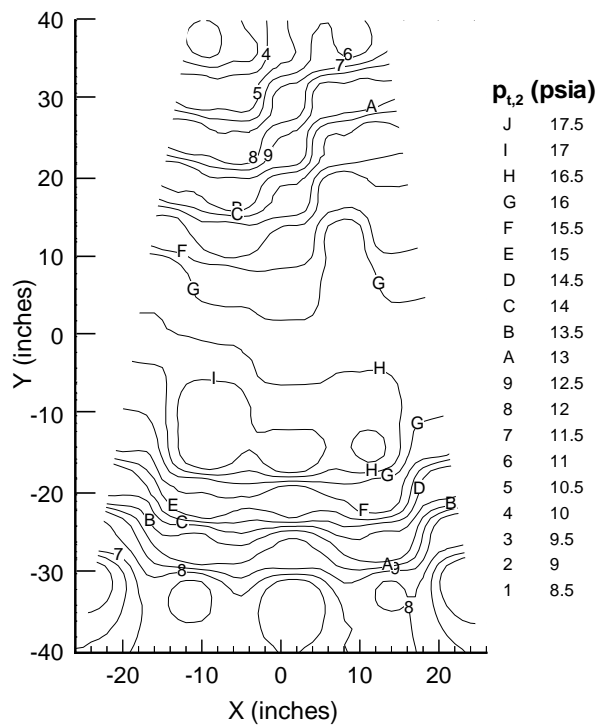 40
30
20
10
0
-10
-20
-30
-40
Y (inches)
-20 -10 0 10 20
X (inches)
4
6
7
5
A
8 9
B
C
F
G
G
I
H
G
H
G
E
D
F
B
B
C
7
8
A
9
8
p t,2 (psia)
J 17.5
I 17
H 16.5
G 16
F 15.5
E 15
D 14.5
C 14
B 13.5
A 13
9 12.5
8 12
7 11.5
6 11
5 10.5
4 10
3 9.5
2 9
1 8.5